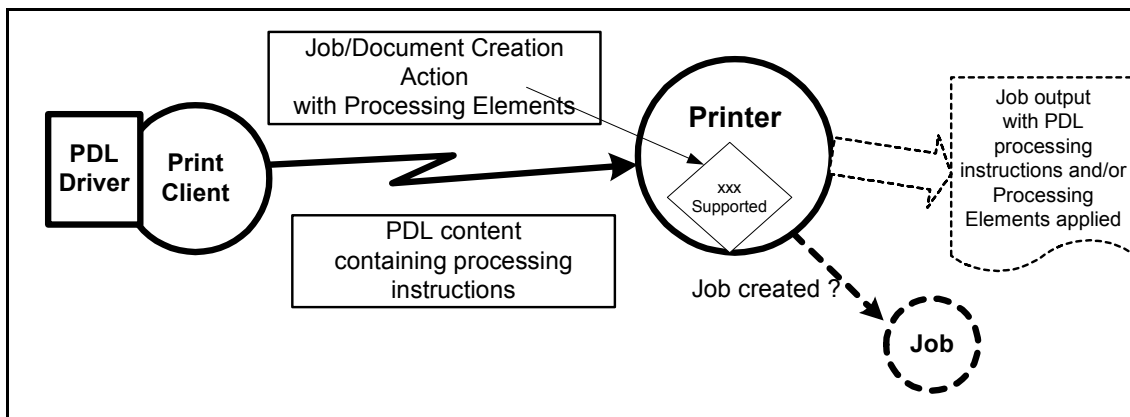 Job/Document Creation
Action
with Processing Elements
PDL
Driver
Print
Client
Printer
xxx
Supported
Job output
with PDL
processing
instructions and/or
Processing
Elements applied
PDL content
containing processing
instructions
Job created ?
Job